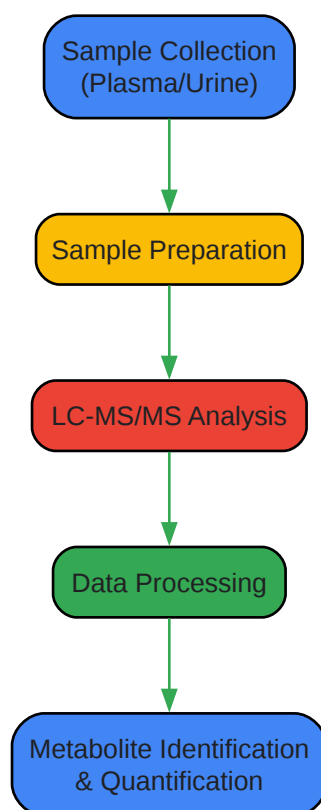 Sample Collection
(Plasma/Urine)
Sample Preparation
LC-MS/MS Analysis
Data Processing
Metabolite Identification
& Quantification